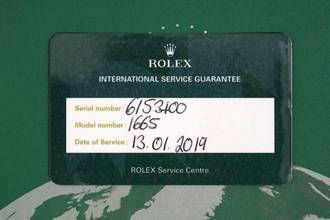 ROLEX
INTERNATIONAL SERVICE GUARANTEE
Serial number: 6153400
Model number: 1665
Date of Service: 13.01.2019
ROLEX Service Centre